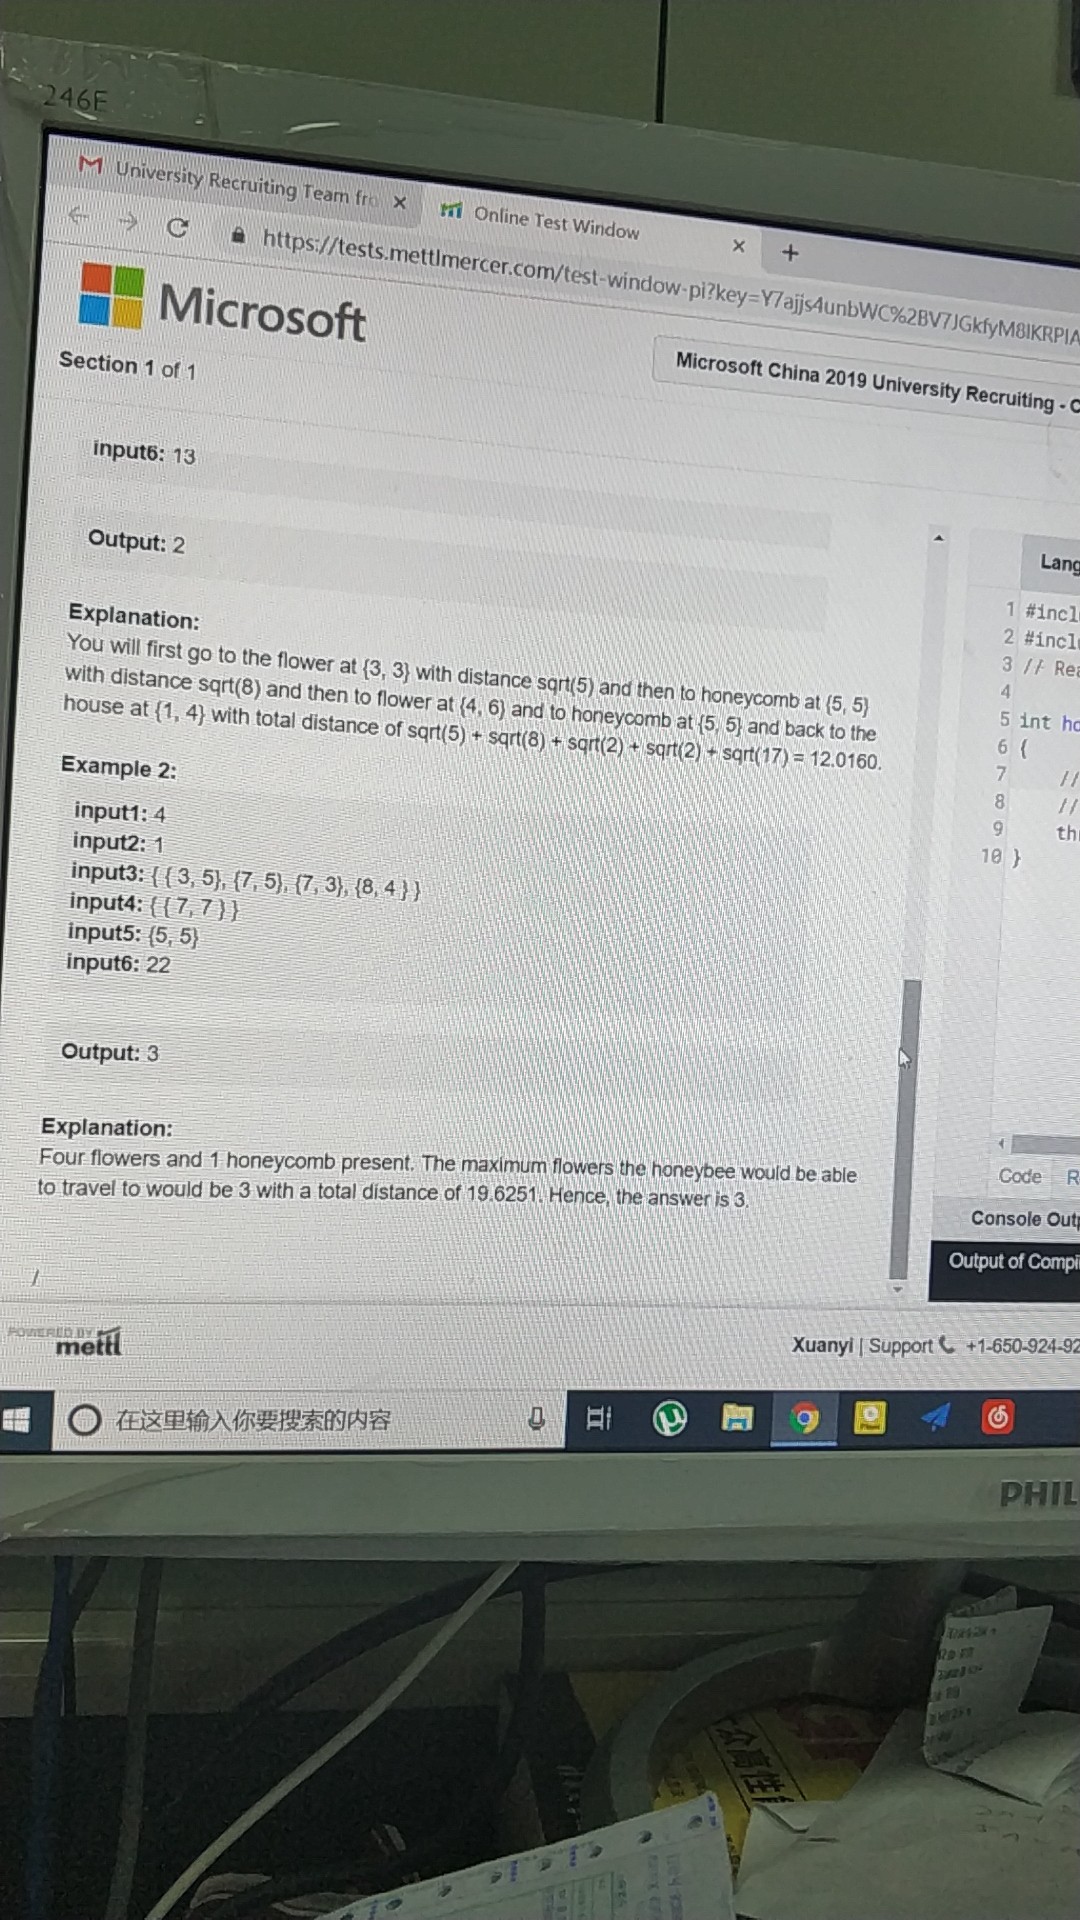 246E
University Recruiting Team fro
Online Test Window
https://tests.mettlmercer.com/test-window-pi?key=Y7ajjs4unbWC%2BV7JGkfyM8IKRPIA
Microsoft
Section 1 of 1
Microsoft China 2019 University Recruiting - C
input6: 13
Output: 2
Explanation:
You will first go to the flower at {3, 3} with distance sqrt(5) and then to honeycomb at {5, 5}
with distance sqrt(8) and then to flower at {4, 6} and to honeycomb at {5, 5} and back to the
house at {1, 4} with total distance of sqrt(5) + sqrt(8) + sqrt(2) + sqrt(2) + sqrt(17) = 12.0160.
Example 2:
input1: 4
input2: 1
input3: { { 3, 5}, {7, 5}, {7, 3}, {8, 4 } }
input4: { { 7, 7 } }
input5: {5, 5}
input6: 22
Output: 3
Explanation:
Four flowers and 1 honeycomb present. The maximum flowers the honeybee would be able
to travel to would be 3 with a total distance of 19.6251. Hence, the answer is 3.
/
Lang
1 #incl
2 #inclu
3 // Rea
4
5 int ho
6 {
7 //
8 //
9 thr
10 }
Code R
Console Outp
Output of Compil
POWERED BY
mettl
Xuanyi | Support +1-650-924-92
在这里输入你要搜索的内容
PHIL
众高性